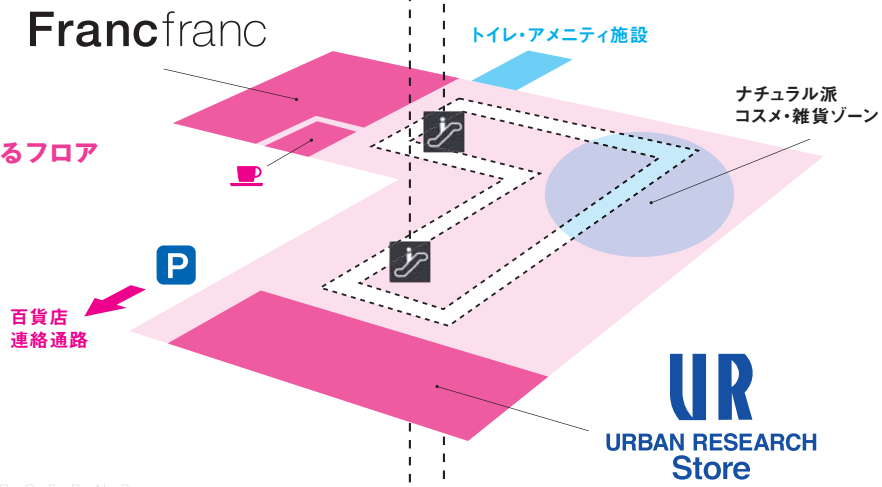 Francfranc
トイレ・アメニティ施設
ナチュラル派
コスメ・雑貨ゾーン
るフロア
P
百貨店
連絡通路
UR
URBAN RESEARCH
Store